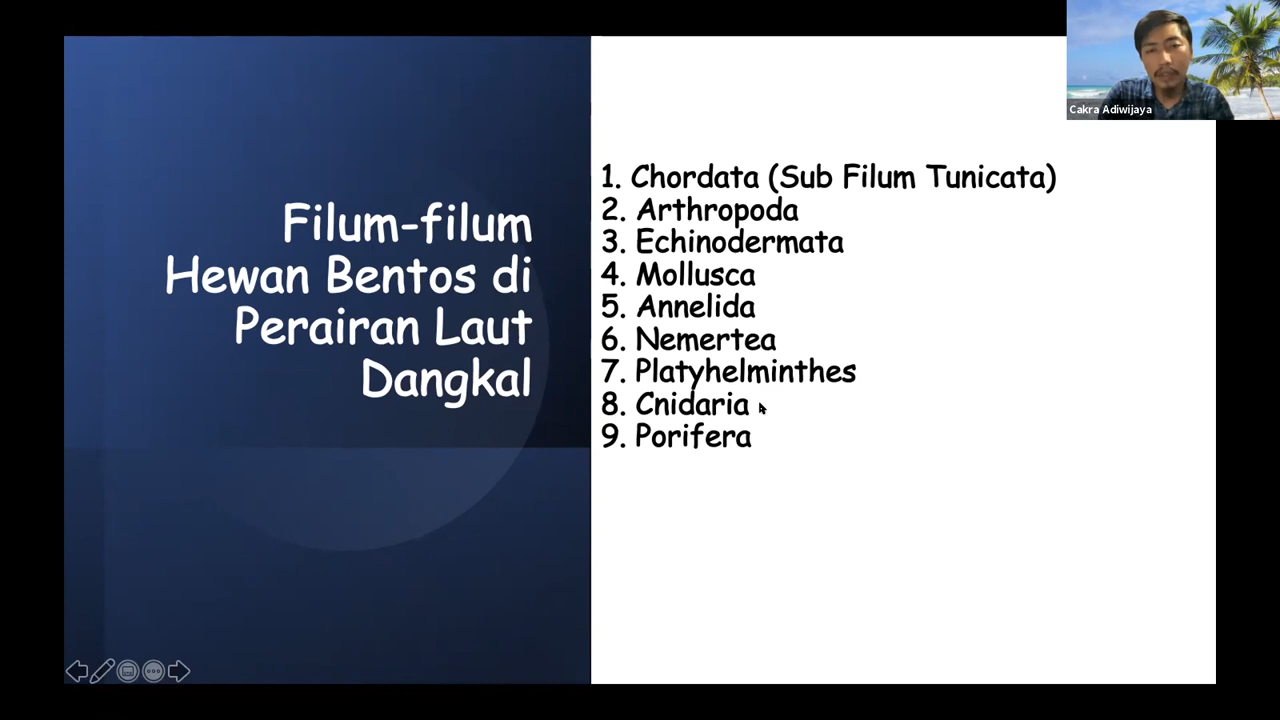 Filum-filum
Hewan Bentos di
Perairan Laut
Dangkal
1. Chordata (Sub Filum Tunicata)
2. Arthropoda
3. Echinodermata
4. Mollusca
5. Annelida
6. Nemertea
7. Platyhelminthes
8. Cnidaria
9. Porifera
Cakra Adiwijaya